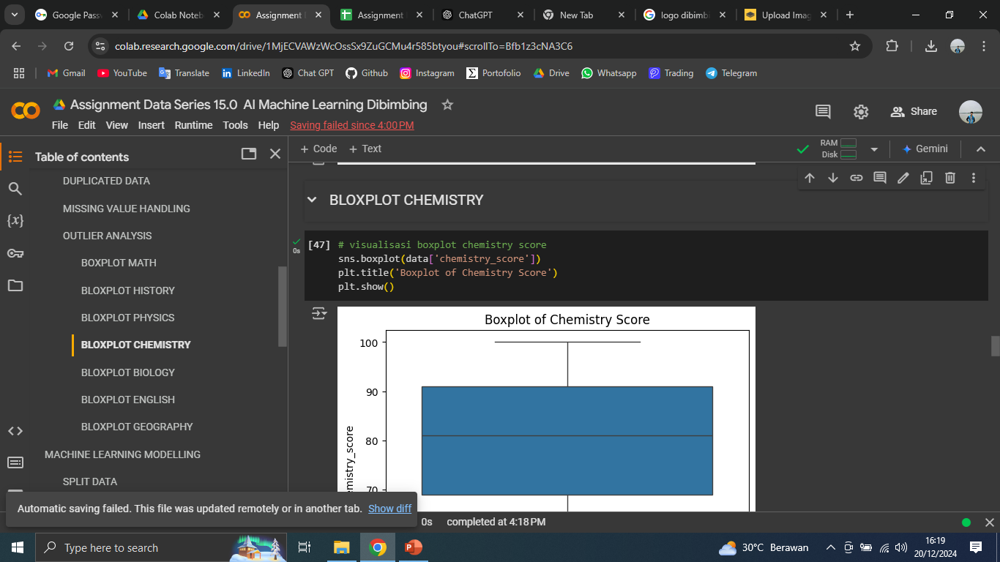 Google Passw
Colab Noteb
Assignment
Assignment
ChatGPT
New Tab
logo dibimbi
Upload Imag
colab.research.google.com/drive/1MjECVAWzWcOssSx9ZuGCMu4r585btyou#scrollTo=Bfb1z3cNA3C6
Gmail YouTube Translate LinkedIn Chat GPT Github Instagram Portofolio Drive Whatsapp Trading Telegram
Assignment Data Series 15.0 AI Machine Learning Dibimbing
File Edit View Insert Runtime Tools Help Saving failed since 4:00 PM
Share
Table of contents
DUPLICATED DATA
MISSING VALUE HANDLING
OUTLIER ANALYSIS
BOXPLOT MATH
BLOXPLOT HISTORY
BLOXPLOT PHYSICS
BLOXPLOT CHEMISTRY
BLOXPLOT BIOLOGY
BLOXPLOT ENGLISH
BLOXPLOT GEOGRAPHY
MACHINE LEARNING MODELLING
SPLIT DATA
+ Code + Text
RAM
Disk
Gemini
BLOXPLOT CHEMISTRY
0s
[47] # visualisasi boxplot chemistry score
sns.boxplot(data['chemistry_score'])
plt.title('Boxplot of Chemistry Score')
plt.show()
Boxplot of Chemistry Score
100
90
80
70
emistry_score
Automatic saving failed. This file was updated remotely or in another tab. Show diff
0s completed at 4:18 PM
Type here to search
30°C Berawan
16:19
20/12/2024